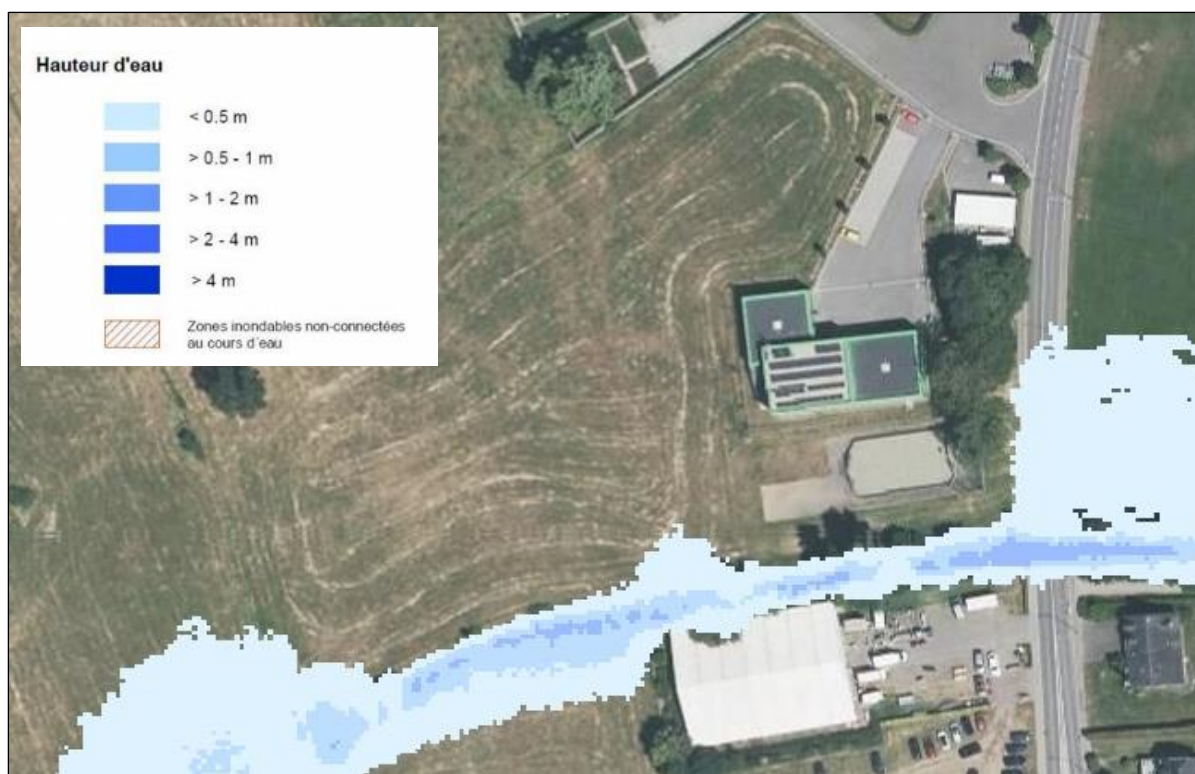 Hauteur d'eau
< 0.5 m
> 0.5 - 1 m
> 1 - 2 m
> 2 - 4 m
> 4 m
Zones inondables non-connectées
au cours d'eau